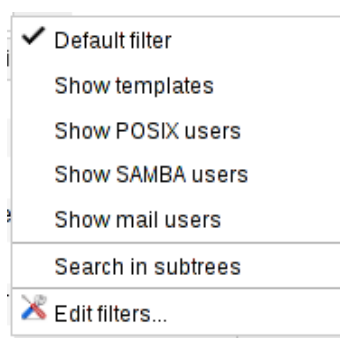 Default filter
Show templates
Show POSIX users
Show SAMBA users
Show mail users
Search in subtrees
Edit filters...